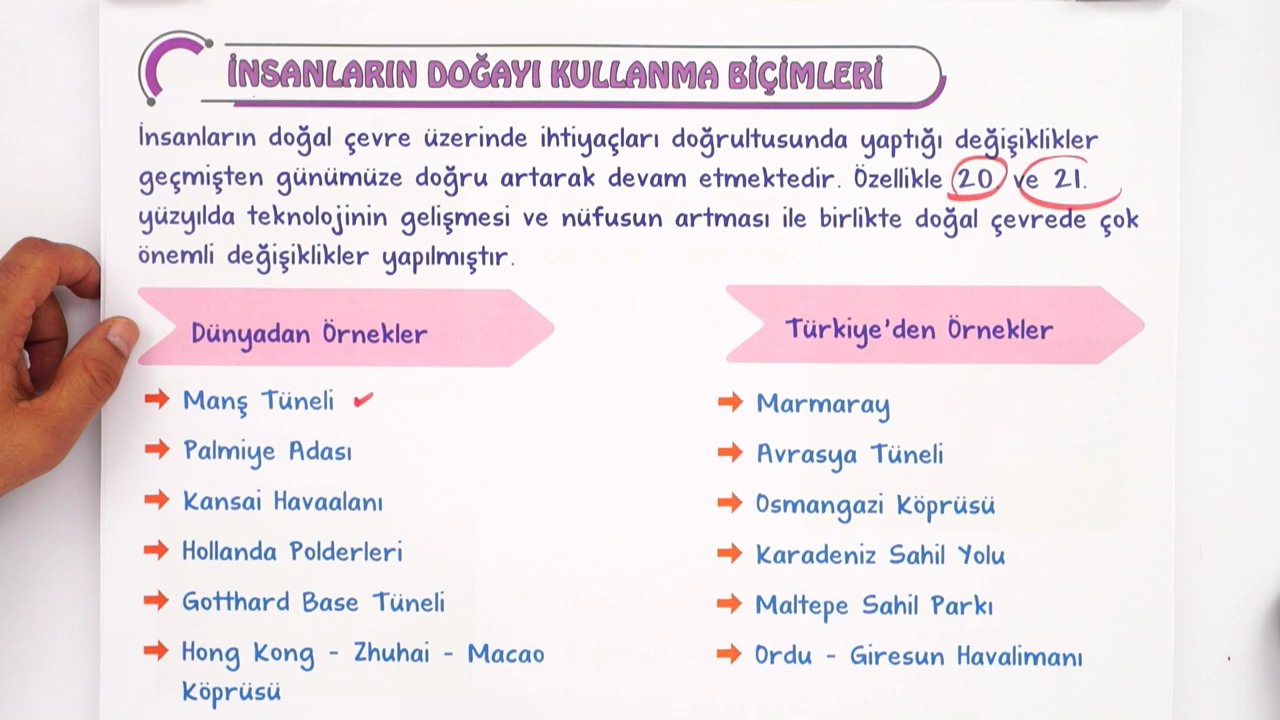 İNSANLARIN DOĞAYI KULLANMA BİÇİMLERİ
İnsanların doğal çevre üzerinde ihtiyaçları doğrultusunda yaptığı değişiklikler
geçmişten günümüze doğru artarak devam etmektedir. Özellikle 20. ve 21.
yüzyılda teknolojinin gelişmesi ve nüfusun artması ile birlikte doğal çevrede çok
önemli değişiklikler yapılmıştır.
Dünyadan Örnekler
Manş Tüneli
Palmiye Adası
Kansai Havaalanı
Hollanda Polderleri
Gotthard Base Tüneli
Hong Kong - Zhuhai - Macao
Köprüsü
Türkiye'den Örnekler
Marmaray
Avrasya Tüneli
Osmangazi Köprüsü
Karadeniz Sahil Yolu
Maltepe Sahil Parkı
Ordu - Giresun Havalimanı